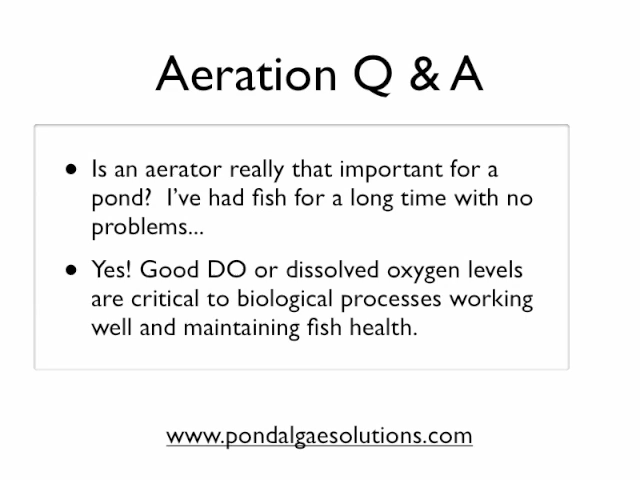 Aeration Q & A
• Is an aerator really that important for a
pond?  I've had fish for a long time with no
problems...
• Yes! Good DO or dissolved oxygen levels
are critical to biological processes working
well and maintaining fish health.
www.pondalgaesolutions.com